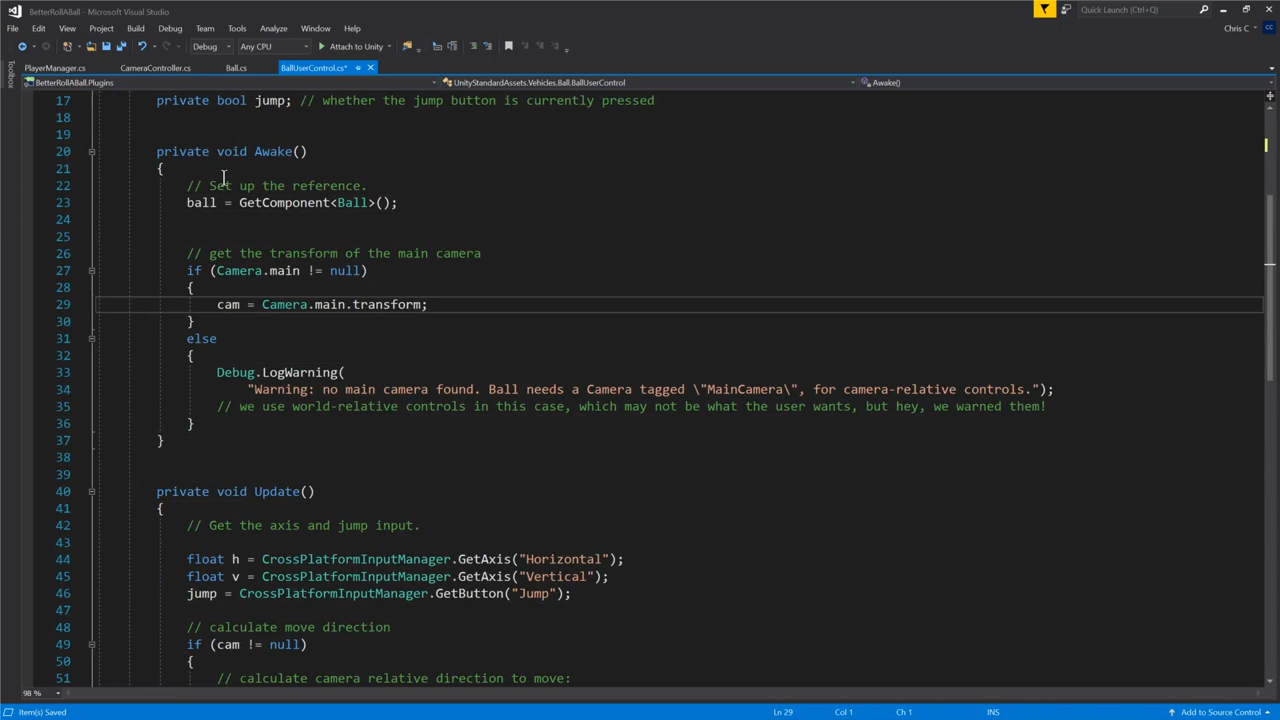 BetterRollABall - Microsoft Visual Studio
Quick Launch (Ctrl+Q)
File Edit View Project Build Debug Team Tools Analyze Window Help
Chris C
CC
Debug Any CPU Attach to Unity
Toolbox
PlayerManager.cs CameraController.cs Ball.cs BallUserControl.cs*
BetterRollABall.Plugins UnityStandardAssets.Vehicles.Ball.BallUserControl Awake()
17 private bool jump; // whether the jump button is currently pressed
18
19
20 private void Awake()
21 {
22 // Set up the reference.
23 ball = GetComponent<Ball>();
24
25
26 // get the transform of the main camera
27 if (Camera.main != null)
28 {
29 cam = Camera.main.transform;
30 }
31 else
32 {
33 Debug.LogWarning(
34 "Warning: no main camera found. Ball needs a Camera tagged \"MainCamera\", for camera-relative controls.");
35 // we use world-relative controls in this case, which may not be what the user wants, but hey, we warned them!
36 }
37 }
38
39
40 private void Update()
41 {
42 // Get the axis and jump input.
43
44 float h = CrossPlatformInputManager.GetAxis("Horizontal");
45 float v = CrossPlatformInputManager.GetAxis("Vertical");
46 jump = CrossPlatformInputManager.GetButton("Jump");
47
48 // calculate move direction
49 if (cam != null)
50 {
51 // calculate camera relative direction to move:
98 %
Item(s) Saved Ln 29 Col 1 Ch 1 INS Add to Source Control